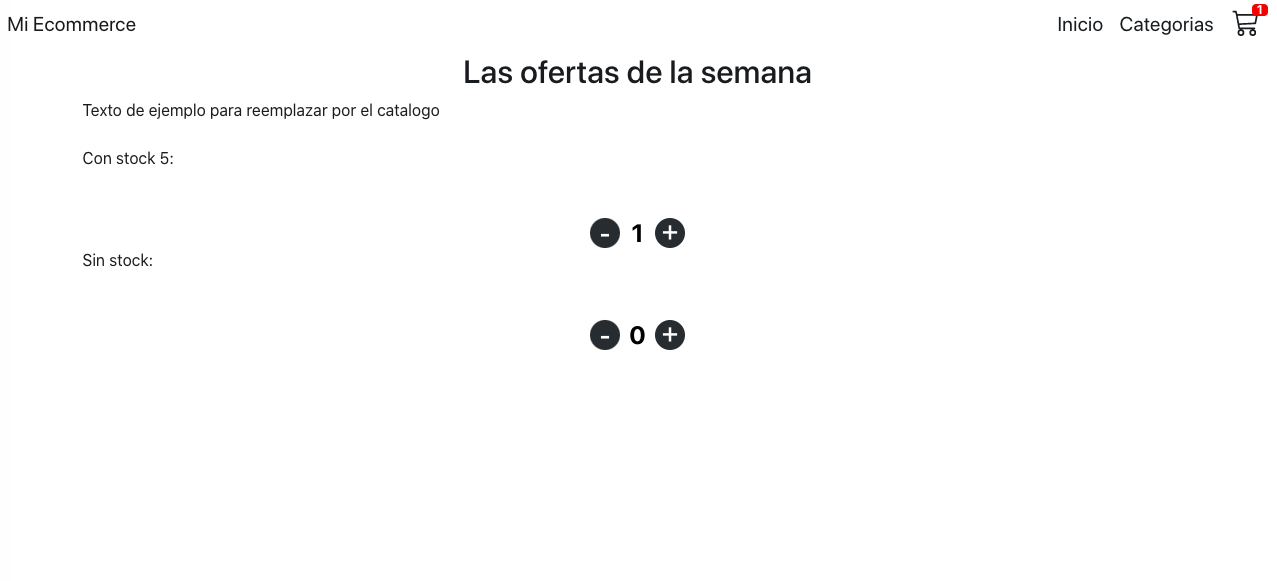 Mi Ecommerce
Inicio Categorias 1
Las ofertas de la semana
Texto de ejemplo para reemplazar por el catalogo
Con stock 5:
- 1 +
Sin stock:
- 0 +